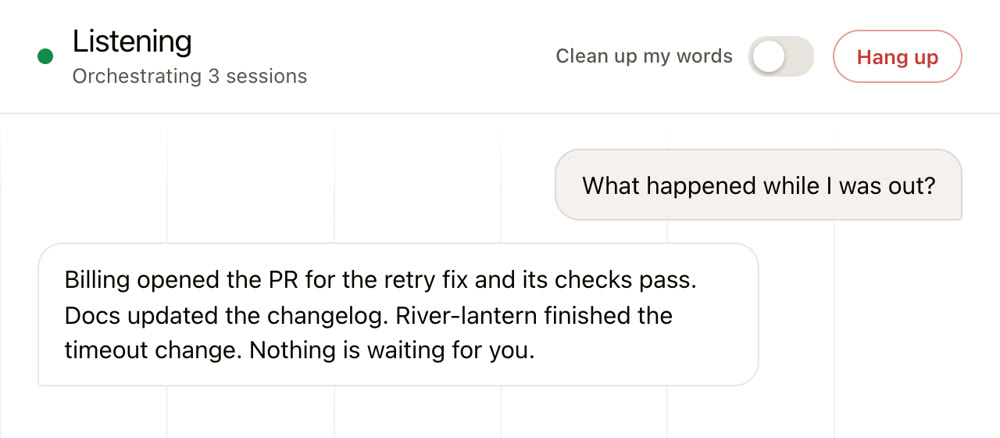 Listening
Orchestrating 3 sessions
Clean up my words
Hang up
What happened while I was out?
Billing opened the PR for the retry fix and its checks pass.
Docs updated the changelog. River-lantern finished the
timeout change. Nothing is waiting for you.